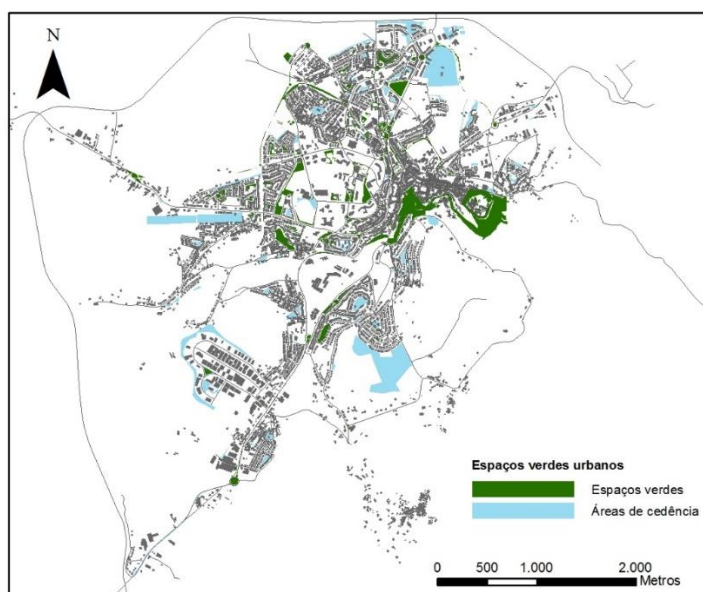 N
Espaços verdes urbanos
Espaços verdes
Áreas de cedência
0 500 1.000 2.000
Metros